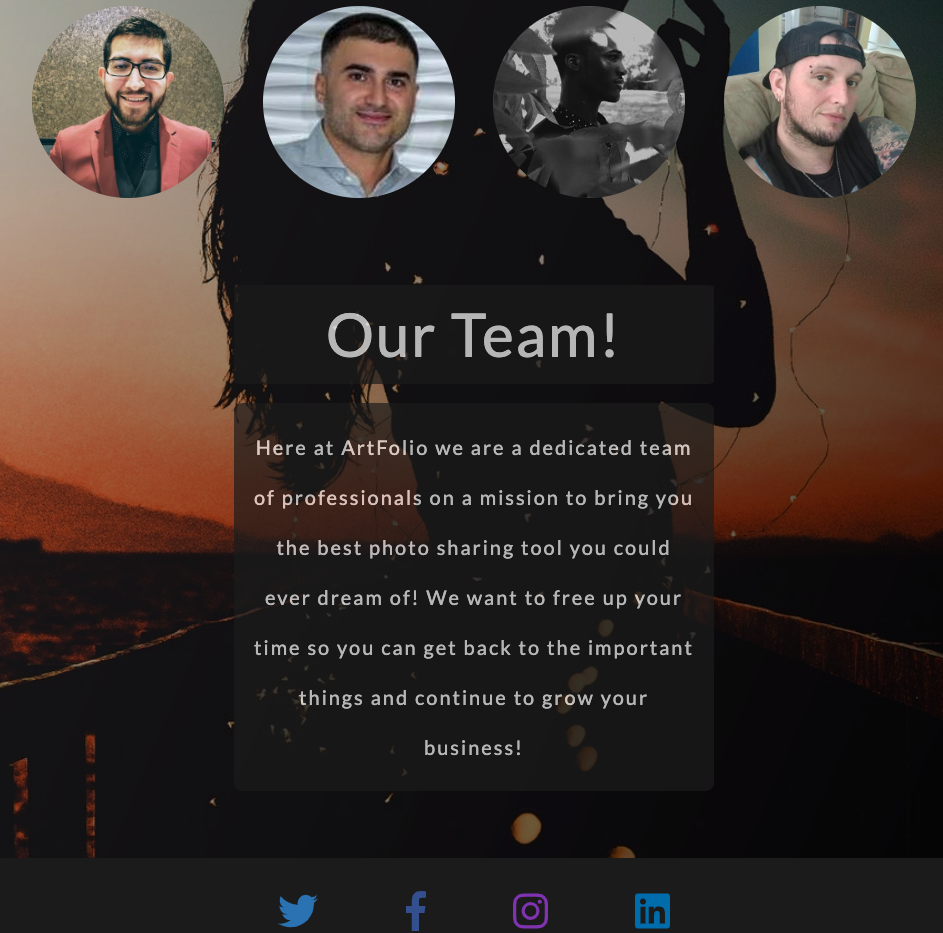 Our Team!
Here at ArtFolio we are a dedicated team
of professionals on a mission to bring you
the best photo sharing tool you could
ever dream of! We want to free up your
time so you can get back to the important
things and continue to grow your
business!